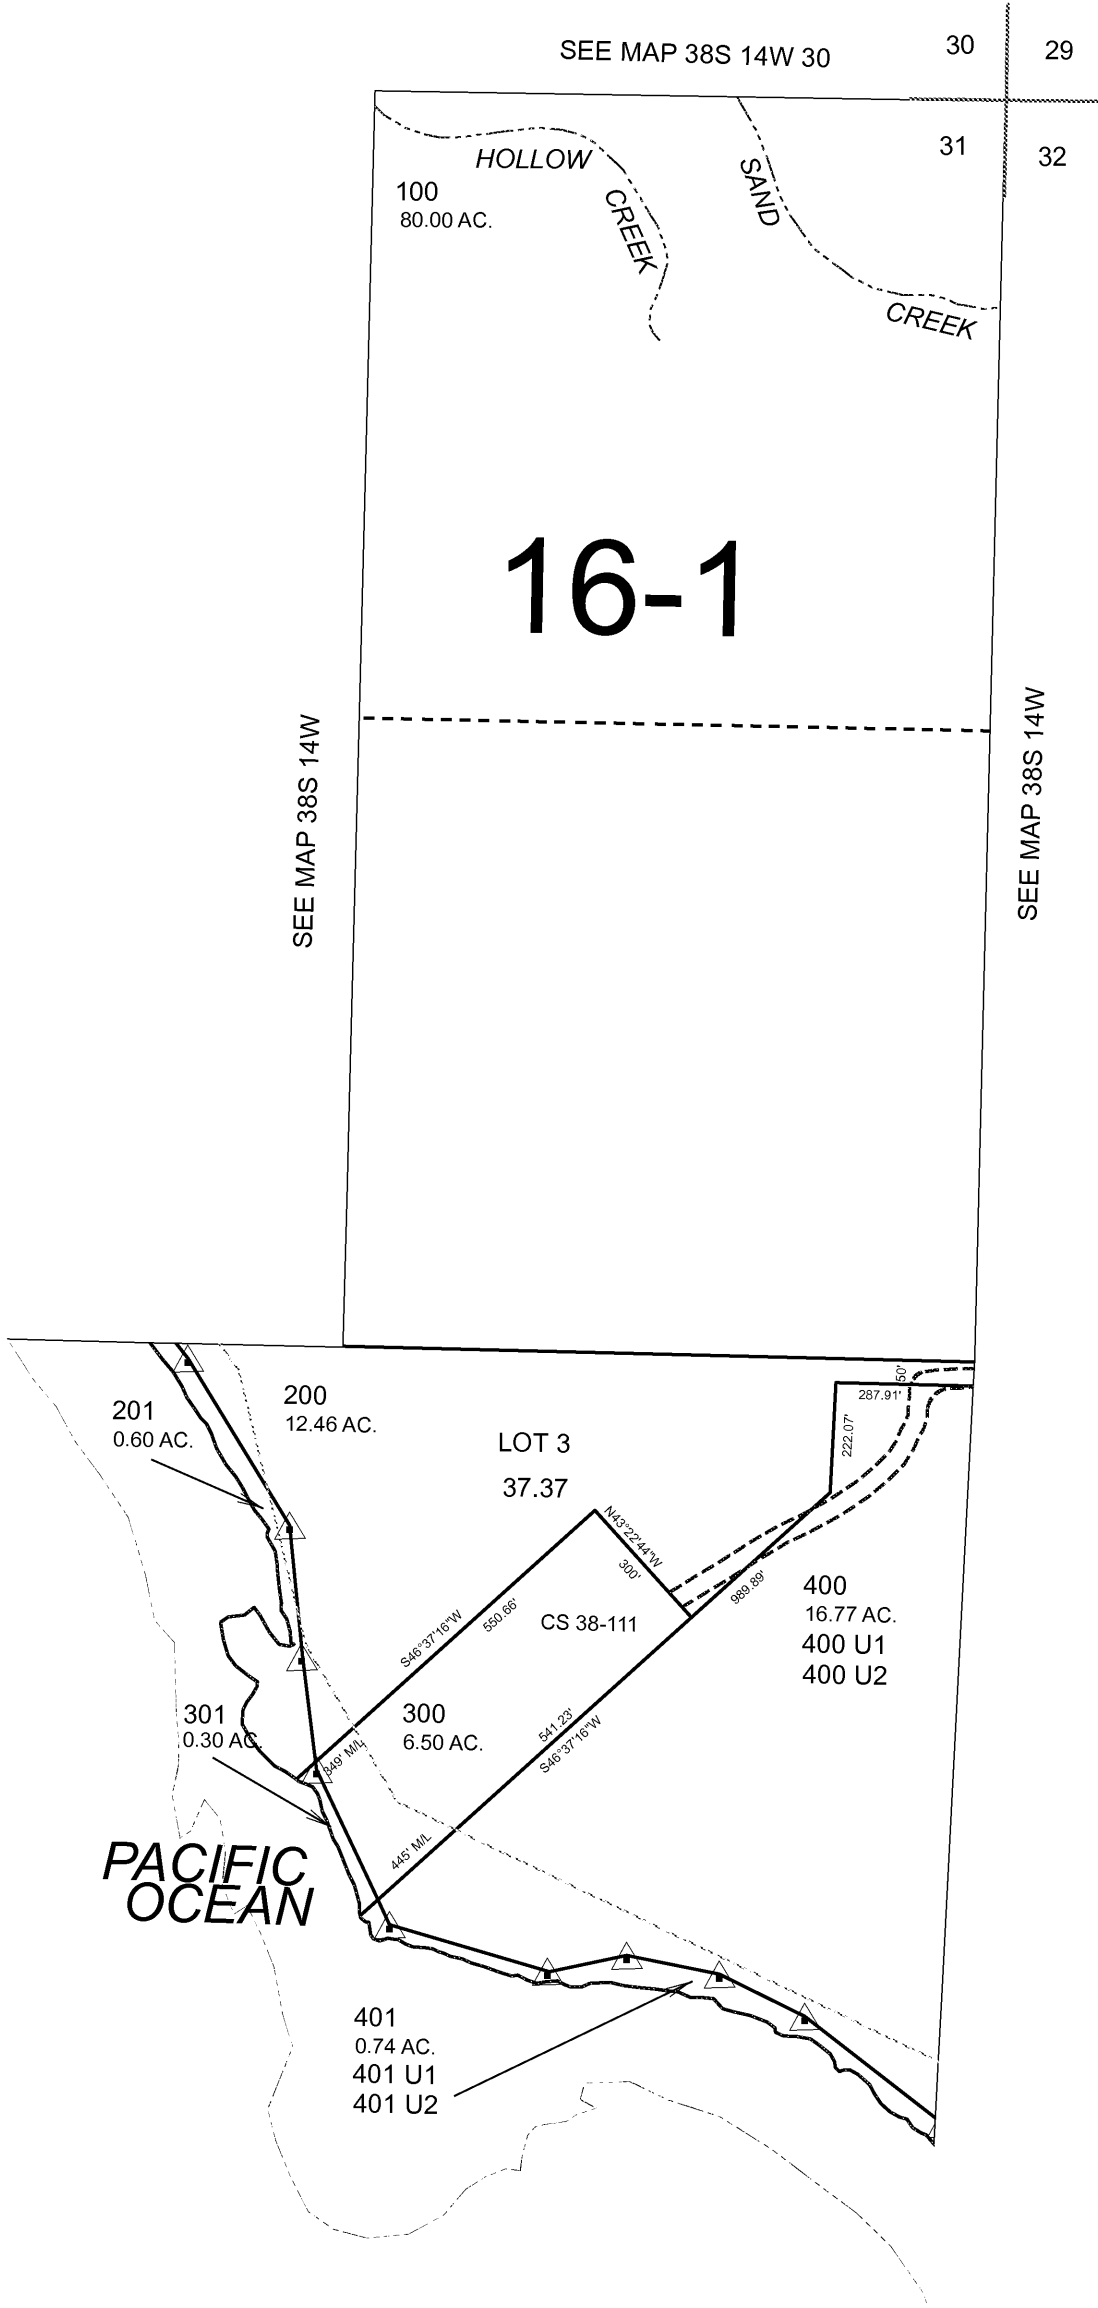 SEE MAP 38S 14W 30
30
29
31
32
HOLLOW
CREEK
SAND
CREEK
100
80.00 AC.
16-1
SEE MAP 38S 14W
SEE MAP 38S 14W
50'
287.91'
222.07'
200
12.46 AC.
201
0.60 AC.
LOT 3
37.37
N43°22'44"W
300'
989.89'
400
16.77 AC.
400 U1
400 U2
CS 38-111
S46°37'16"W
550.66'
301
0.30 AC.
300
6.50 AC.
541.23'
S46°37'16"W
349' M/L
445' M/L
PACIFIC
OCEAN
401
0.74 AC.
401 U1
401 U2